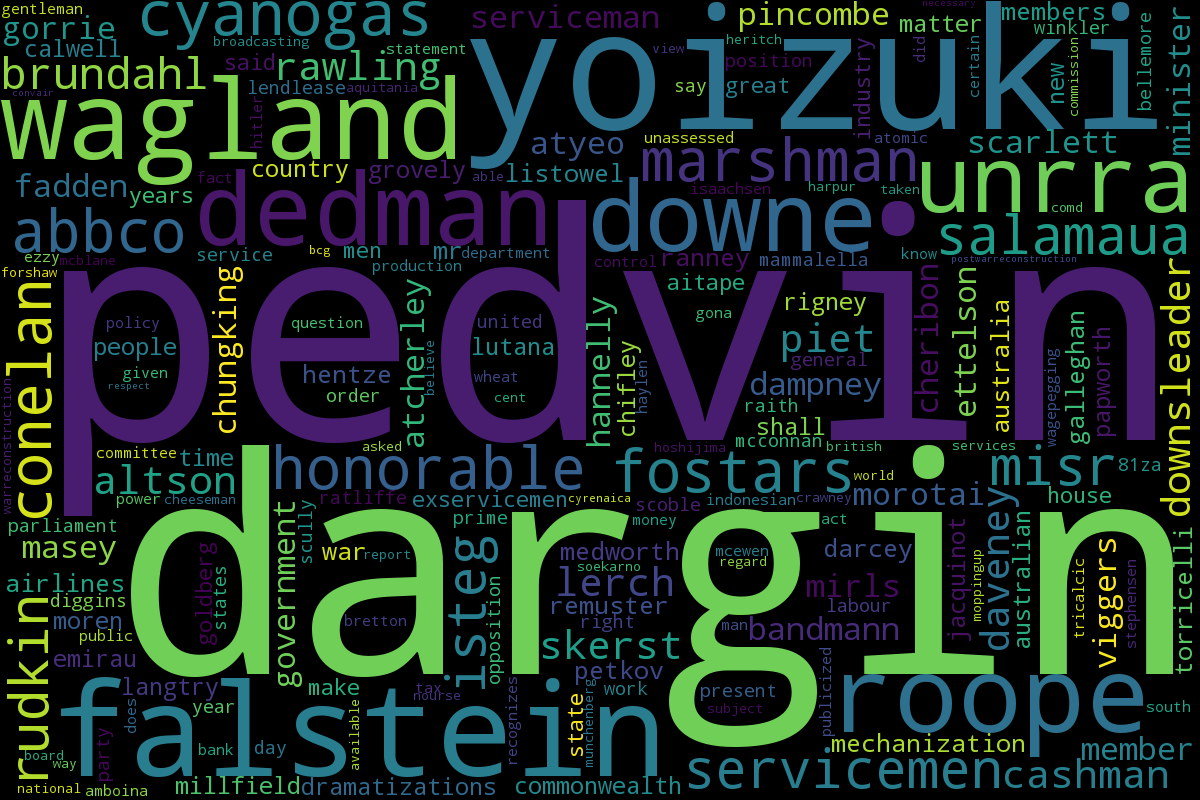 gentleman
cyanogas
serviceman
yoizuki
pincombe
members
necessary
gorrie
calwell
broadcasting
said
statement
rawling
view
heritch
position
matter
did
certain
winkler
new
commission
bellemore
minister
brundahl
convair
wagland
hitler
lendlease
aquitania
say
great
industry
atomic
scarlett
unassessed
atyeo
marshman
unrra
fadden
country
grovely
able
listowel
years
fact
isaachsen
harpur
taken
comd
abbco
dedman
downe
salamaua
ezzy
mcblane
forshaw
service
bcg
men
mr
department
production
control
ranney
mammalella
know
postwarreconstruction
pedvin
conelan
chungking
policy
question
people
given
respect
united
lutana
hentze
order
wheat
cent
believe
atcherley
hannelly
chifley
haylen
aitape
gona
rigney
piet
general
dampney
raith
shall
cheribon
ettelson
australia
wagepegging
galleghan
papworth
downsleader
warreconstruction
committee
time
asked
hoshijima
mcconnan
british
services
altson
honorable
fostars
world
misr
81za
power
cheeseman
ratliffe
exservicemen
cyrenaica
scoble
indonesian
crawney
morotai
house
parliament
government
scully
prime
money
act
masey
war
report
isteg
medworth
mcewen
regard
darcey
jacquinot
daveney
australian
viggers
tricalcic
moppingup
stephensen
torricelli
dargin
airlines
goldberg
states
soekarno
lerch
mirls
diggins
remuster
labour
rudkin
moren
bretton
opposition
right
man
bandmann
public
skerst
emirau
petkov
langtry
make
tax
nourse
recognizes
work
present
publicized
roope
falstein
year
does
available
state
munchenberg
subject
south
board
way
party
bank
day
mechanization
member
national
amboina
millfield
dramatizations
commonwealth
servicemen
cashman